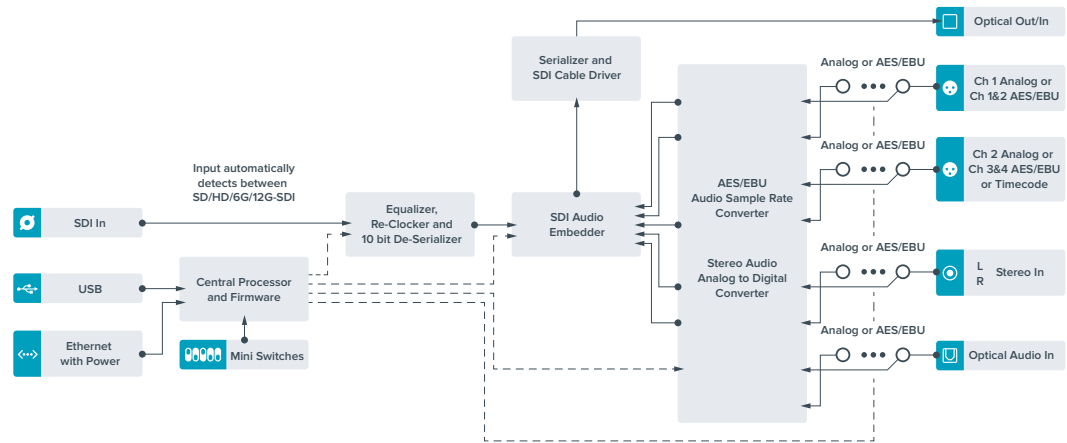 Optical Out/In
Serializer and
SDI Cable Driver
Analog or AES/EBU
Ch 1 Analog or
Ch 1&2 AES/EBU
Analog or AES/EBU
Ch 2 Analog or
Ch 3&4 AES/EBU
or Timecode
Input automatically
detects between
SD/HD/6G/12G-SDI
AES/EBU
Audio Sample Rate
Converter
SDI In
Equalizer,
Re-Clocker and
10 bit De-Serializer
SDI Audio
Embedder
Analog or AES/EBU
Stereo Audio
Analog to Digital
Converter
L
R
Stereo In
USB
Central Processor
and Firmware
Analog or AES/EBU
Ethernet
with Power
Mini Switches
Optical Audio In